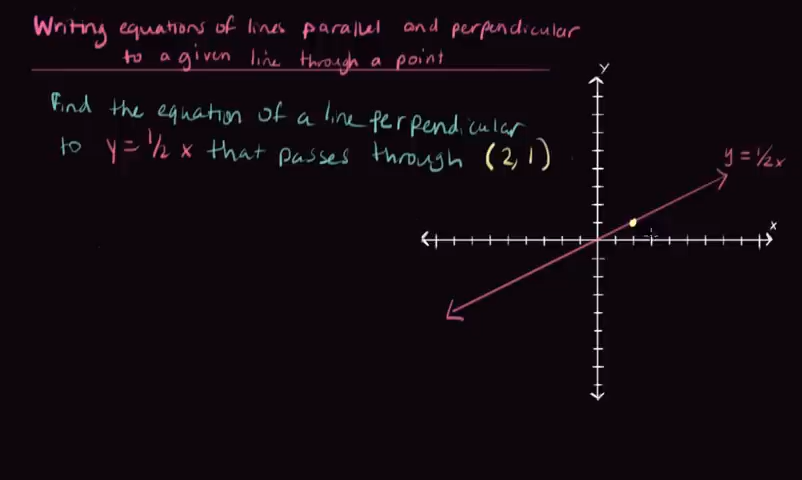 Writing equations of lines parallel and perpendicular
to a given line through a point
Find the equation of a line perpendicular
to y = 1/2 x that passes through (2, 1)
y
y = 1/2x
x